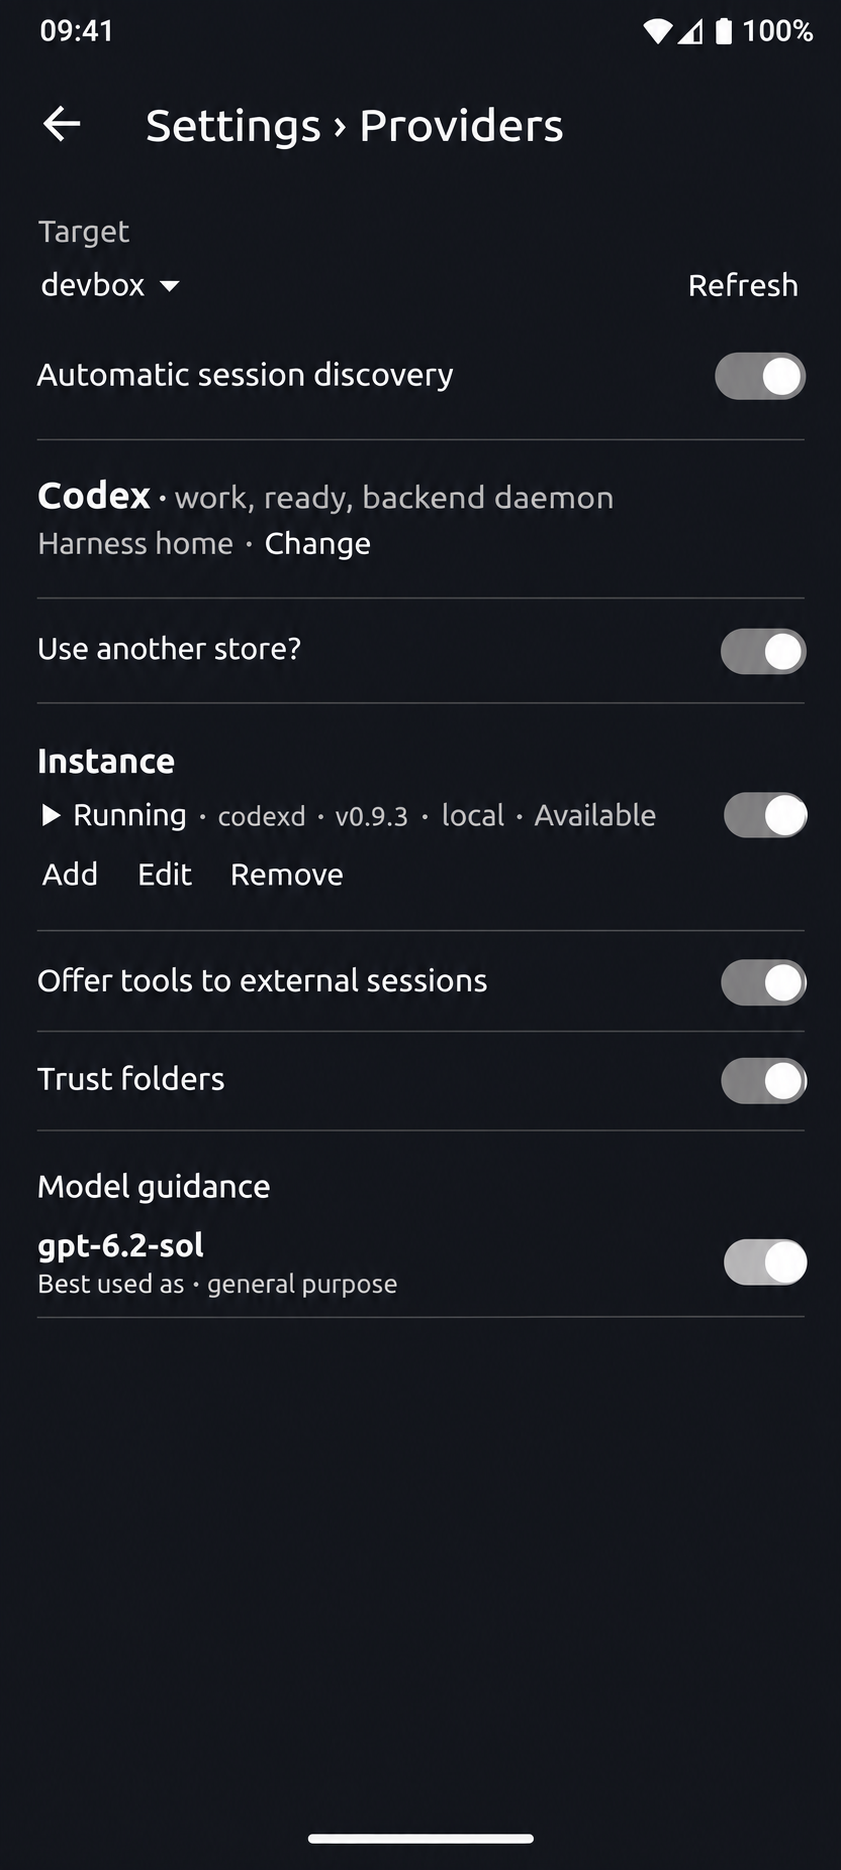 09:41 100%
Settings › Providers
Target
devbox Refresh
Automatic session discovery
Codex · work, ready, backend daemon
Harness home · Change
Use another store?
Instance
Running · codexd · v0.9.3 · local · Available
Add Edit Remove
Offer tools to external sessions
Trust folders
Model guidance
gpt-6.2-sol
Best used as · general purpose